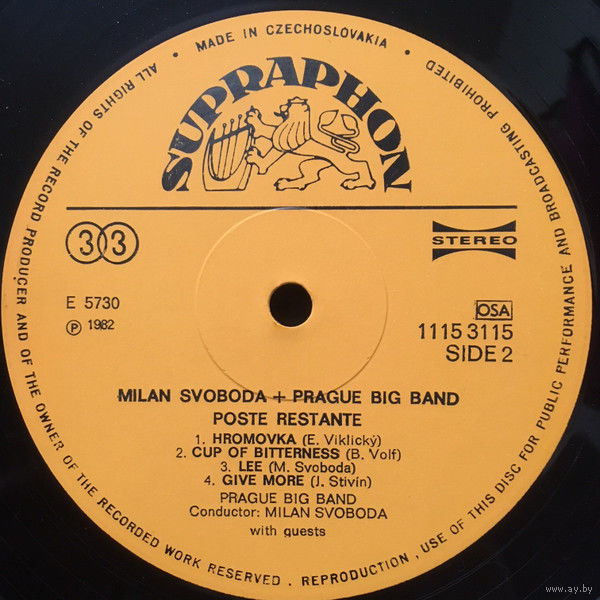 ALL RIGHTS OF THE RECORD PRODUCER AND OF THE OWNER OF THE RECORDED WORK RESERVED . REPRODUCTION , USE OF THIS DISC FOR PUBLIC PERFORMANCE AND BROADCASTING PROHIBITED
• MADE IN CZECHOSLOVAKIA •
SUPRAPHON
33
STEREO
E 5730
℗ 1982
OSA
1115 3115
SIDE 2
MILAN SVOBODA + PRAGUE BIG BAND
POSTE RESTANTE
1. HROMOVKA (E. Viklický)
2. CUP OF BITTERNESS (B. Volf)
3. LEE (M. Svoboda)
4. GIVE MORE (J. Stivín)
PRAGUE BIG BAND
Conductor: MILAN SVOBODA
with guests
www.ay.by